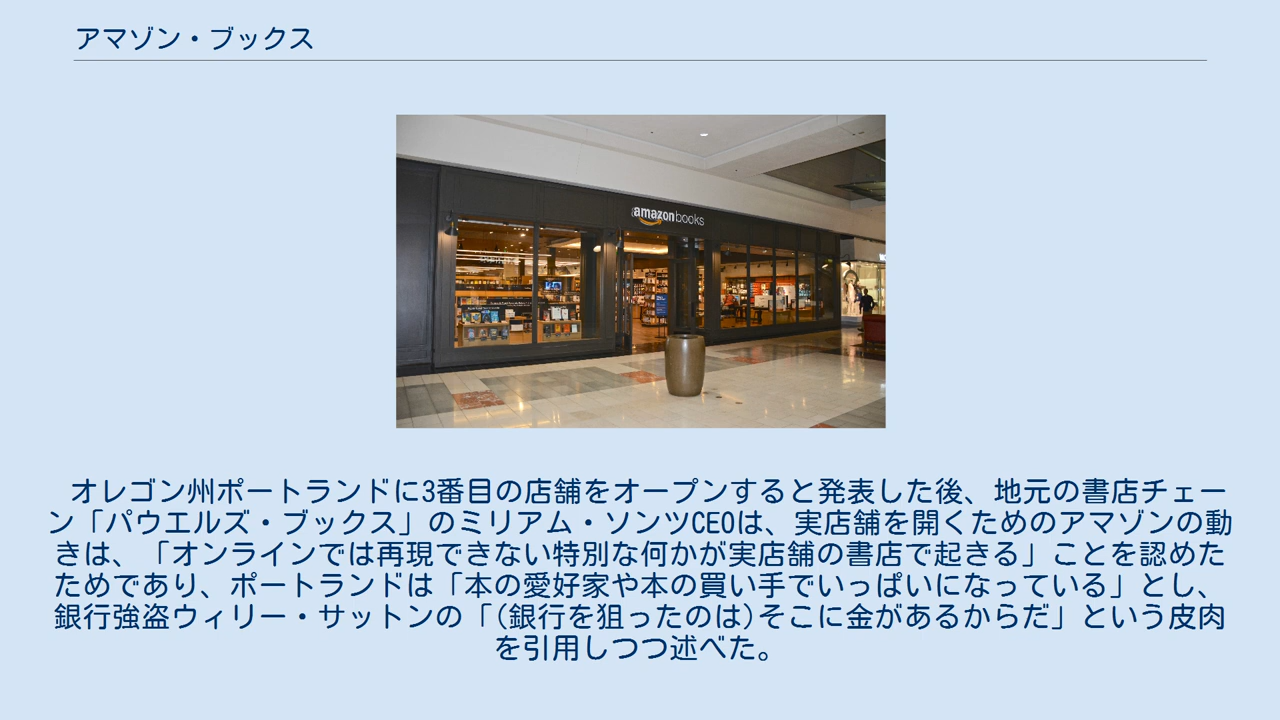 アマゾン・ブックス
amazonbooks
オレゴン州ポートランドに3番目の店舗をオープンすると発表した後、地元の書店チェー
ン「パウエルズ・ブックス」のミリアム・ソンツCEOは、実店舗を開くためのアマゾンの動
きは、「オンラインでは再現できない特別な何かが実店舗の書店で起きる」ことを認めた
ためであり、ポートランドは「本の愛好家や本の買い手でいっぱいになっている」とし、
銀行強盗ウィリー・サットンの「(銀行を狙ったのは)そこに金があるからだ」という皮肉
を引用しつつ述べた。